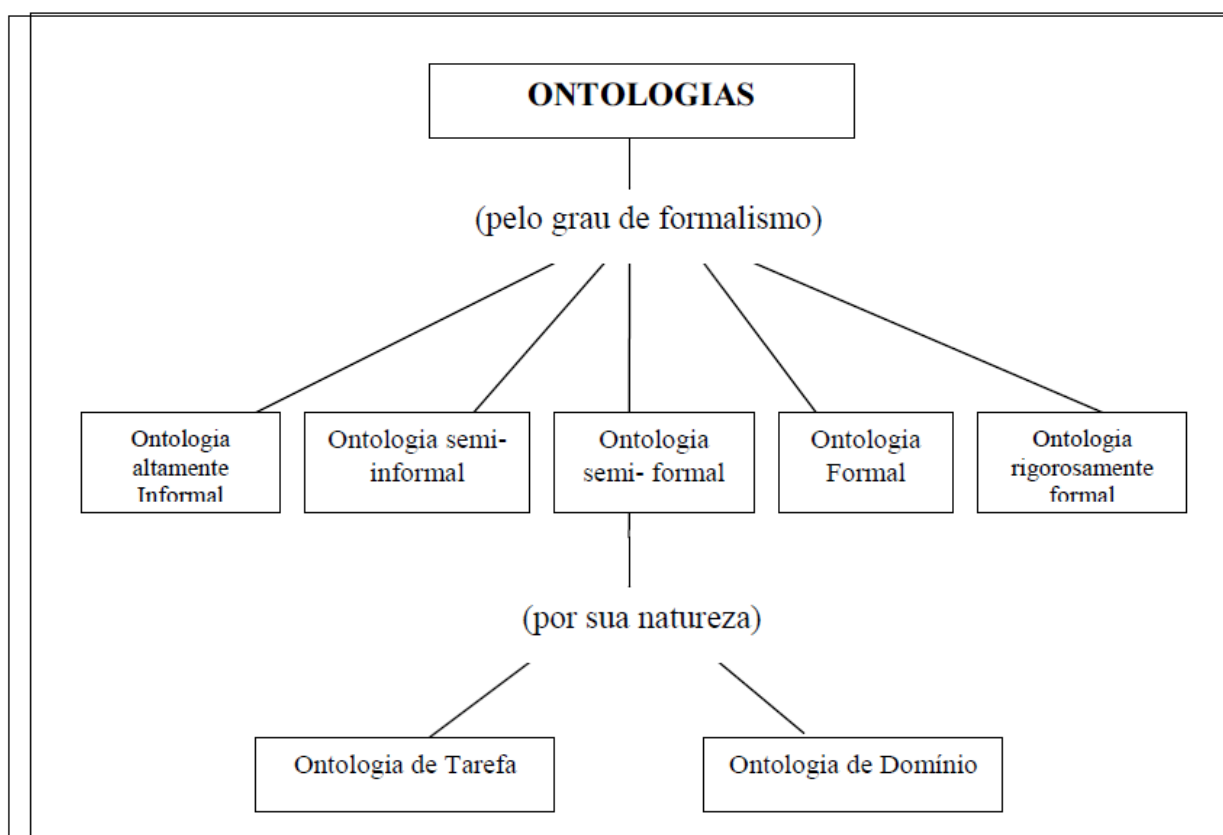 ONTOLOGIAS
(pelo grau de formalismo)
Ontologia
altamente
Informal
Ontologia semi-
informal
Ontologia
semi- formal
Ontologia
Formal
Ontologia
rigorosamente
formal
(por sua natureza)
Ontologia de Tarefa
Ontologia de Domínio